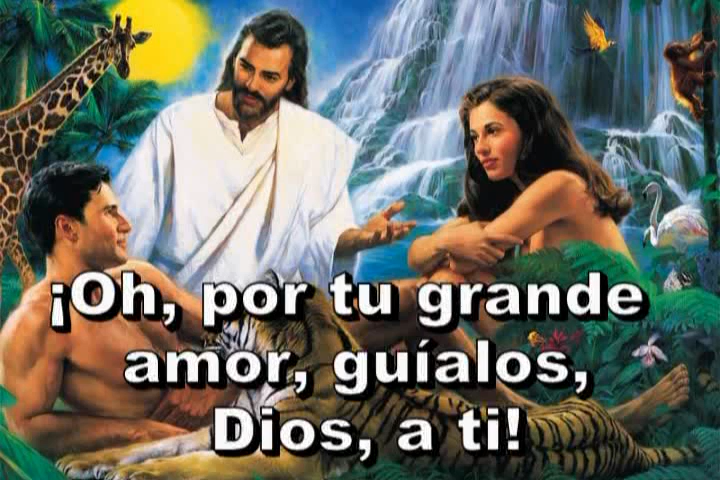 ¡Oh, por tu grande
amor, guíalos,
Dios, a ti!